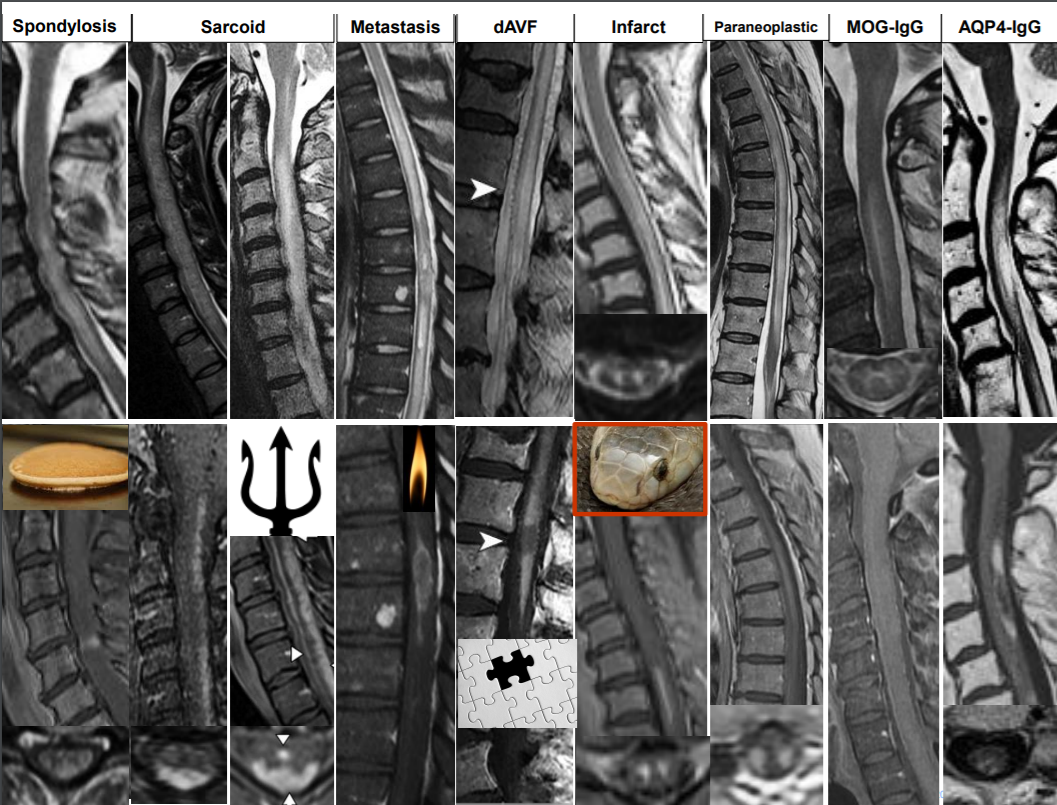 Spondylosis
Sarcoid
Metastasis
dAVF
Infarct
Paraneoplastic
MOG-IgG
AQP4-IgG